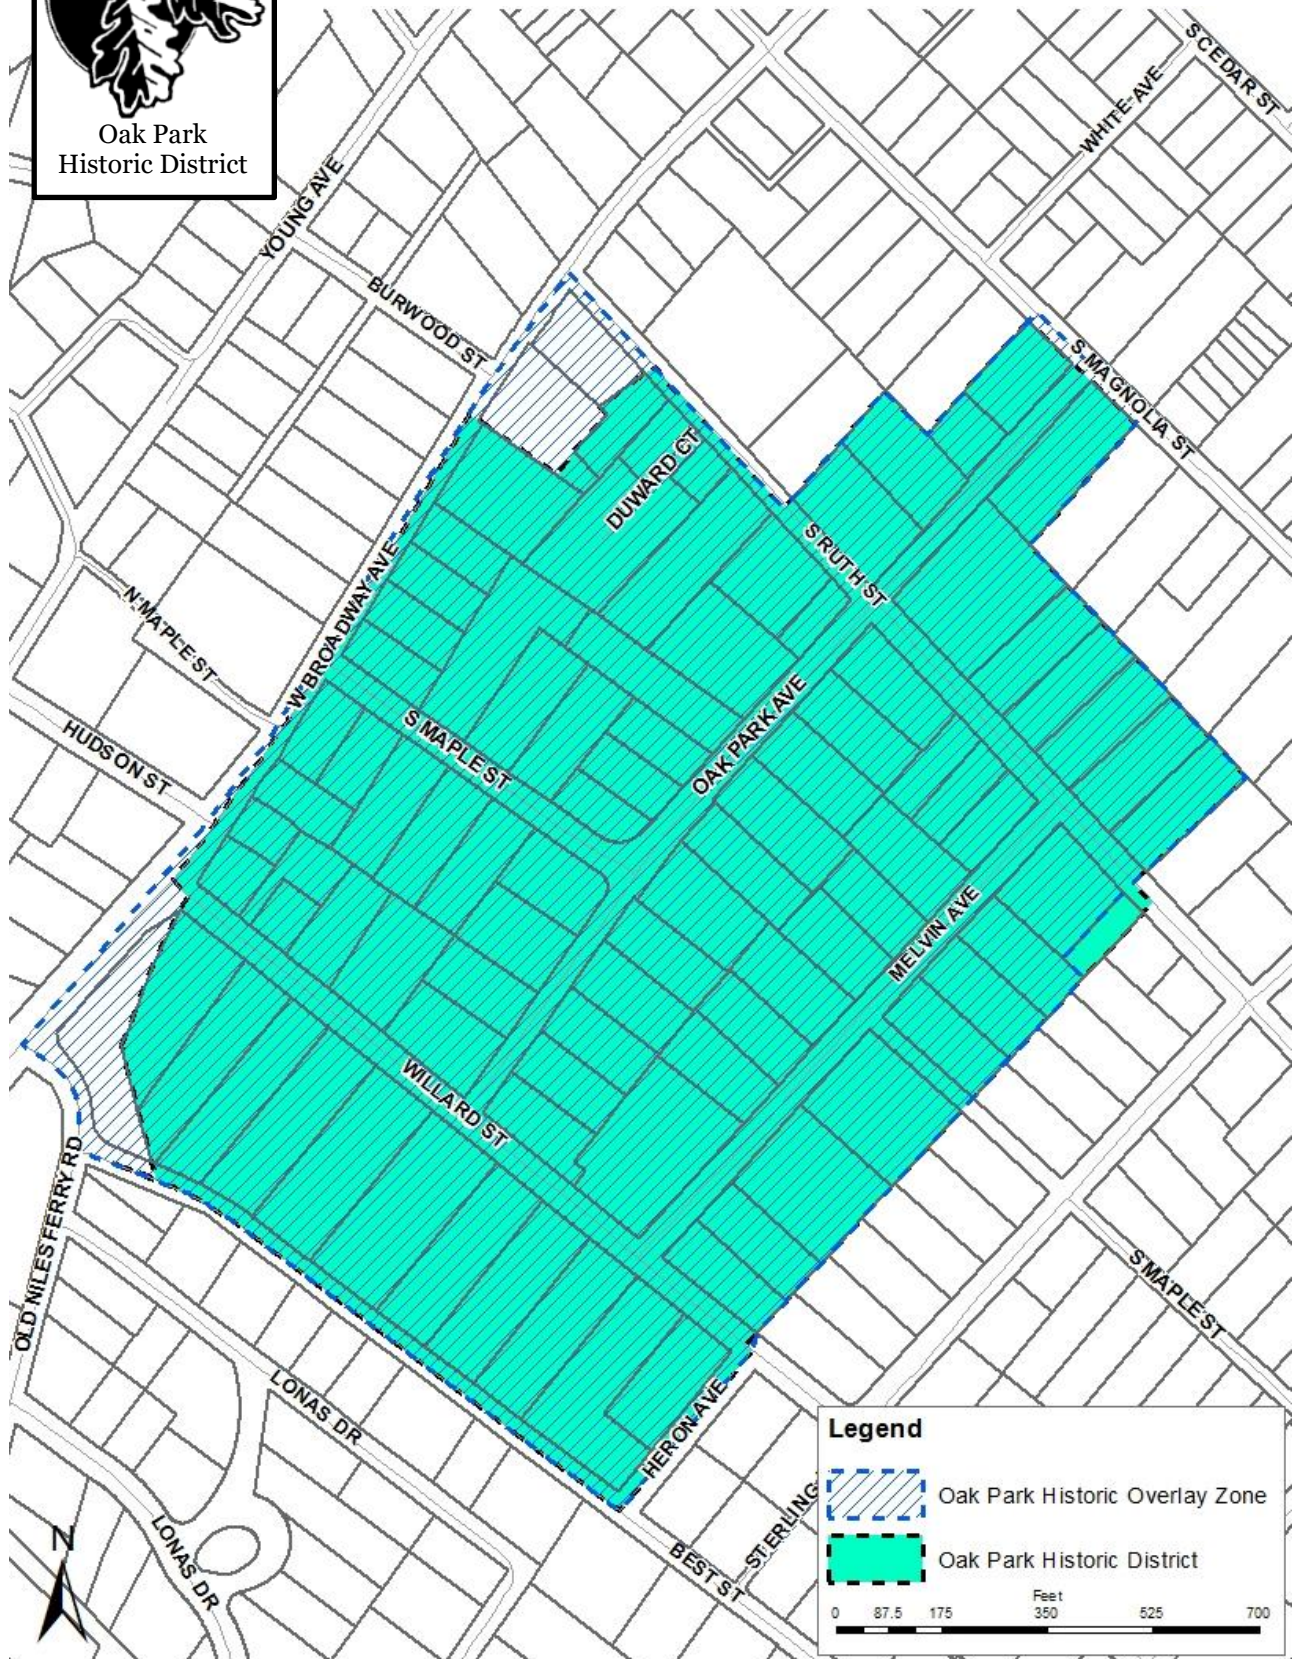 Oak Park
Historic District
S CEDAR ST
WHITE AVE
YOUNG AVE
BURWOOD ST
S MAGNOLIA ST
DUWARD CT
S RUTH ST
W BROADWAY AVE
N MAPLE ST
S MAPLE ST
OAK PARK AVE
HUDSON ST
MELVIN AVE
WILLARD ST
OLD NILES FERRY RD
S MAPLE ST
LONAS DR
HERON AVE
STERLING
BEST ST
LONAS DR
N
Legend
Oak Park Historic Overlay Zone
Oak Park Historic District
Feet
0 87.5 175 350 525 700